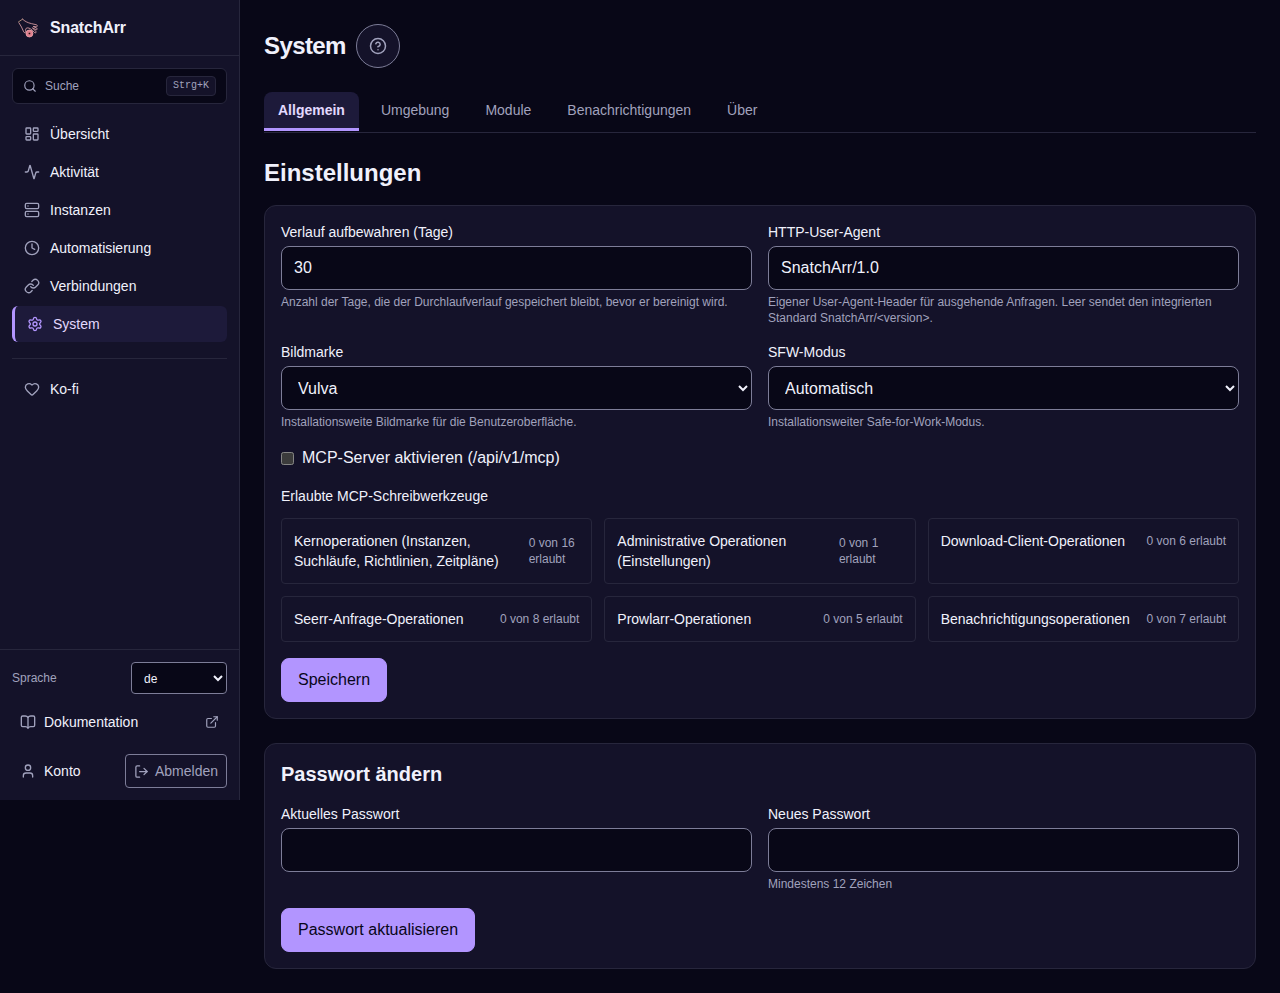 SnatchArr
Suche
Strg+K
Übersicht
Aktivität
Instanzen
Automatisierung
Verbindungen
System
Ko-fi
Sprache
de
Dokumentation
Konto
Abmelden
System
Allgemein
Umgebung
Module
Benachrichtigungen
Über
Einstellungen
Verlauf aufbewahren (Tage)
30
Anzahl der Tage, die der Durchlaufverlauf gespeichert bleibt, bevor er bereinigt wird.
HTTP-User-Agent
SnatchArr/1.0
Eigener User-Agent-Header für ausgehende Anfragen. Leer sendet den integrierten
Standard SnatchArr/<version>.
Bildmarke
Vulva
Installationsweite Bildmarke für die Benutzeroberfläche.
SFW-Modus
Automatisch
Installationsweiter Safe-for-Work-Modus.
MCP-Server aktivieren (/api/v1/mcp)
Erlaubte MCP-Schreibwerkzeuge
Kernoperationen (Instanzen,
Suchläufe, Richtlinien, Zeitpläne)
0 von 16
erlaubt
Administrative Operationen
(Einstellungen)
0 von 1
erlaubt
Download-Client-Operationen
0 von 6 erlaubt
Seerr-Anfrage-Operationen
0 von 8 erlaubt
Prowlarr-Operationen
0 von 5 erlaubt
Benachrichtigungsoperationen
0 von 7 erlaubt
Speichern
Passwort ändern
Aktuelles Passwort
Neues Passwort
Mindestens 12 Zeichen
Passwort aktualisieren